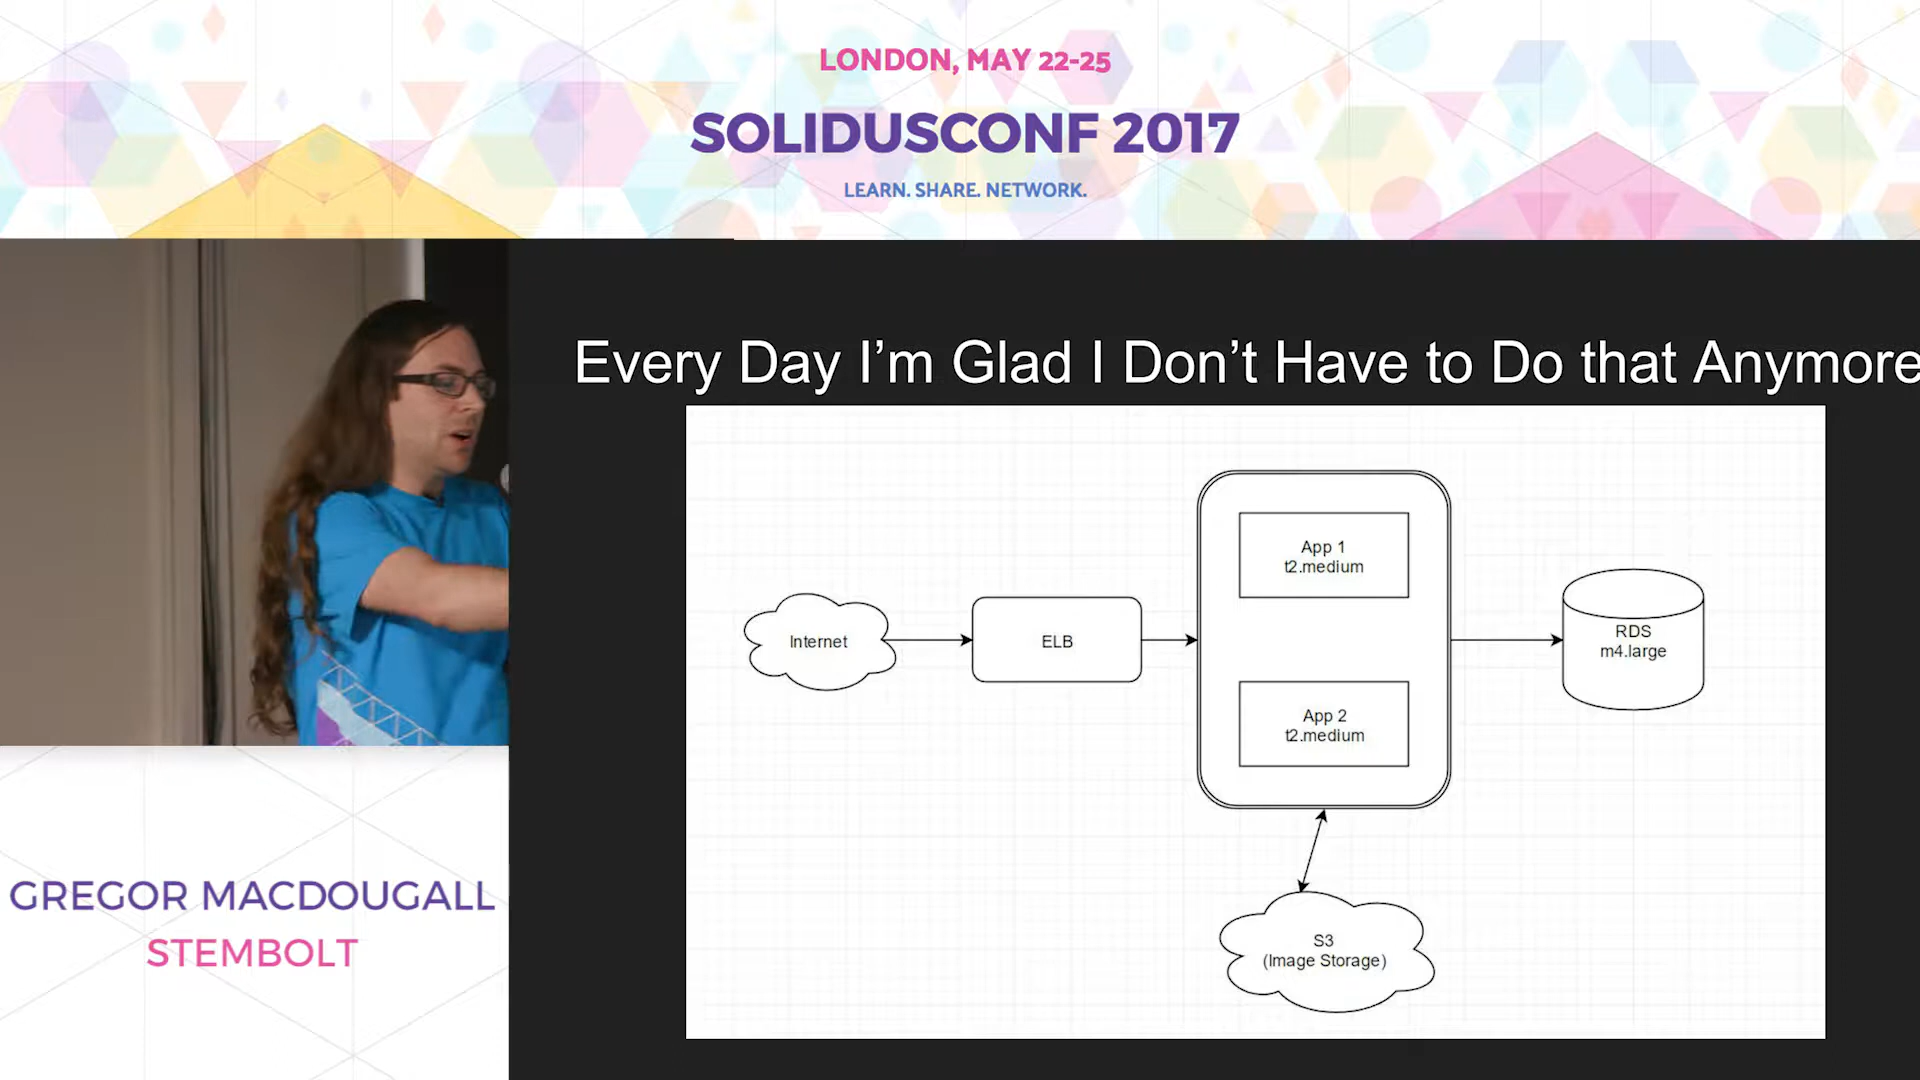 LONDON, MAY 22-25
SOLIDUSCONF 2017
LEARN. SHARE. NETWORK.
Every Day I’m Glad I Don’t Have to Do that Anymore
App 1
t2.medium
Internet
ELB
RDS
m4.large
App 2
t2.medium
S3
(Image Storage)
GREGOR MACDOUGALL
STEMBOLT